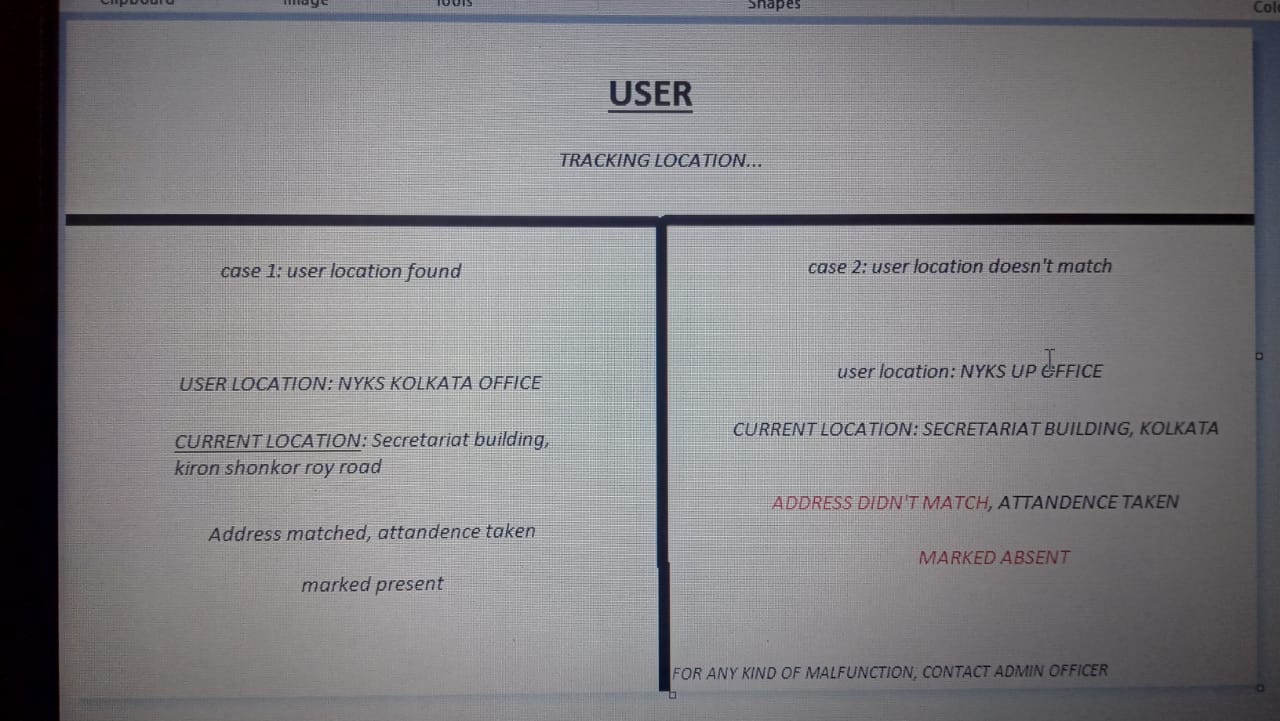 Clipboard
Image
Tools
Shapes
USER
TRACKING LOCATION...
case 1: user location found
USER LOCATION: NYKS KOLKATA OFFICE
CURRENT LOCATION: Secretariat building,
kiron shonkor roy road
Address matched, attandence taken
marked present
case 2: user location doesn't match
user location: NYKS UP OFFICE
CURRENT LOCATION: SECRETARIAT BUILDING, KOLKATA
ADDRESS DIDN'T MATCH, ATTANDENCE TAKEN
MARKED ABSENT
FOR ANY KIND OF MALFUNCTION, CONTACT ADMIN OFFICER